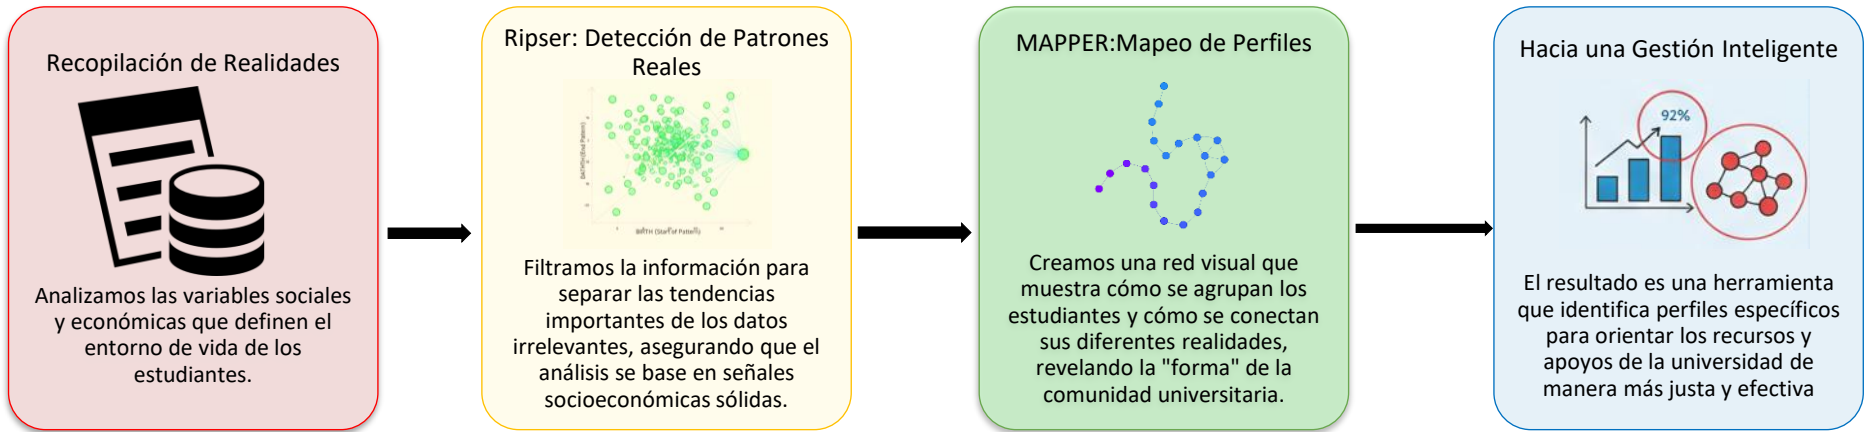 Recopilación de Realidades
Analizamos las variables sociales
y económicas que definen el
entorno de vida de los
estudiantes.
Ripser: Detección de Patrones
Reales
BIRTH (Start of Pattern)
Filtramos la información para
separar las tendencias
importantes de los datos
irrelevantes, asegurando que el
análisis se base en señales
socioeconómicas sólidas.
MAPPER:Mapeo de Perfiles
Creamos una red visual que
muestra cómo se agrupan los
estudiantes y cómo se conectan
sus diferentes realidades,
revelando la "forma" de la
comunidad universitaria.
Hacia una Gestión Inteligente
92%
El resultado es una herramienta
que identifica perfiles específicos
para orientar los recursos y
apoyos de la universidad de
manera más justa y efectiva